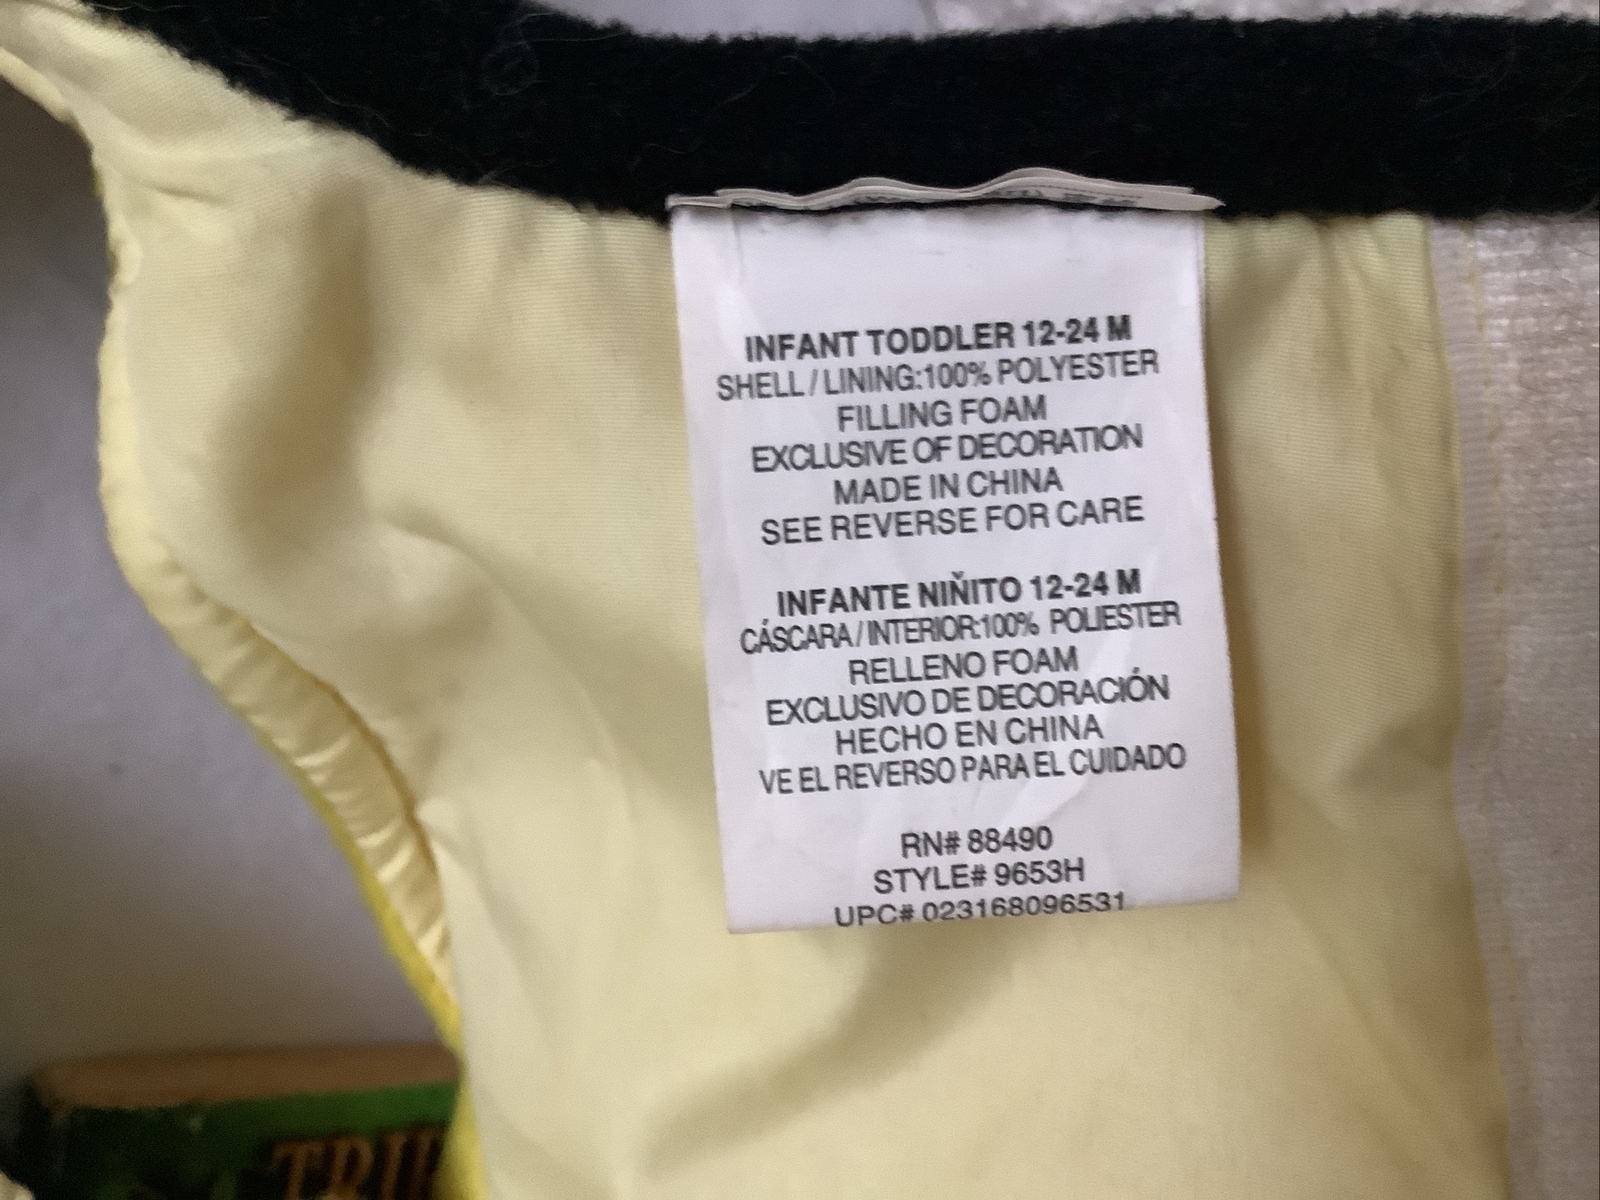 INFANT TODDLER 12-24 M
SHELL / LINING:100% POLYESTER
FILLING FOAM
EXCLUSIVE OF DECORATION
MADE IN CHINA
SEE REVERSE FOR CARE
INFANTE NIÑITO 12-24 M
CÁSCARA / INTERIOR:100% POLIESTER
RELLENO FOAM
EXCLUSIVO DE DECORACIÓN
HECHO EN CHINA
VE EL REVERSO PARA EL CUIDADO
RN# 88490
STYLE# 9653H
UPC# 023168096531